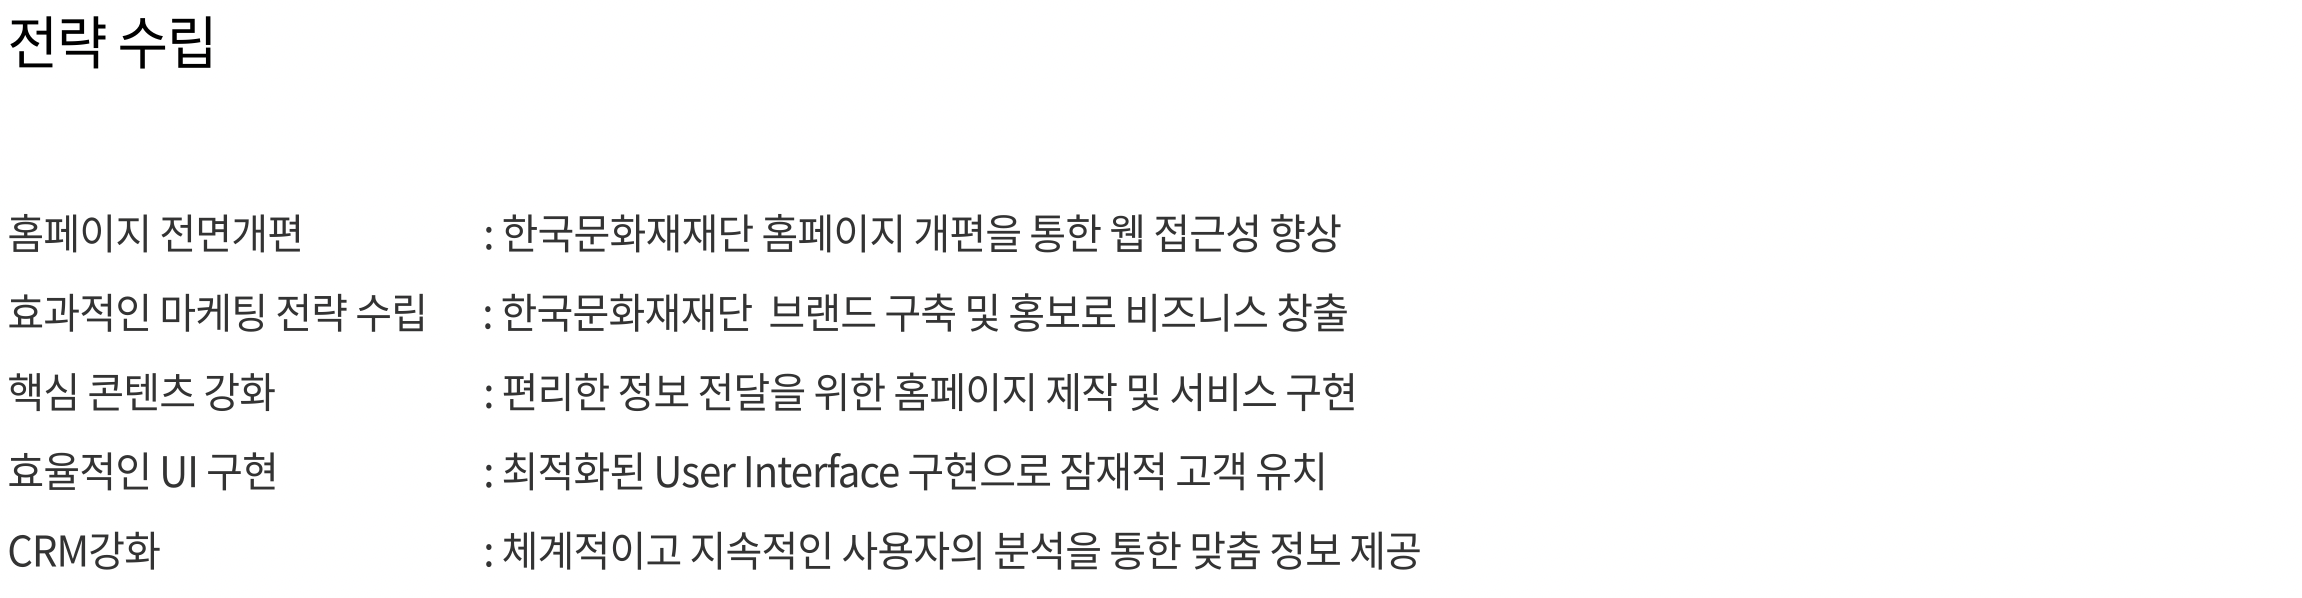 전략 수립
홈페이지 전면개편 : 한국문화재재단 홈페이지 개편을 통한 웹 접근성 향상
효과적인 마케팅 전략 수립 : 한국문화재재단 브랜드 구축 및 홍보로 비즈니스 창출
핵심 콘텐츠 강화 : 편리한 정보 전달을 위한 홈페이지 제작 및 서비스 구현
효율적인 UI 구현 : 최적화된 User Interface 구현으로 잠재적 고객 유치
CRM강화 : 체계적이고 지속적인 사용자의 분석을 통한 맞춤 정보 제공